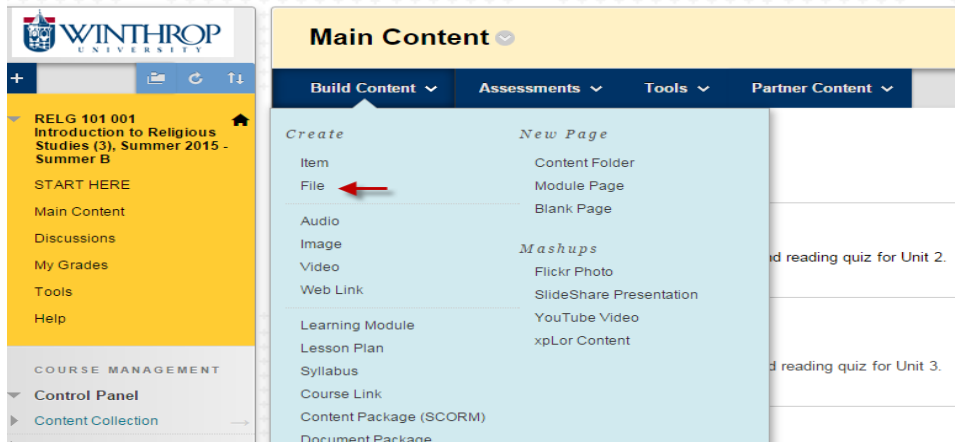 WINTHROP
UNIVERSITY
Main Content
Build Content
Assessments
Tools
Partner Content
RELG 101 001
Introduction to Religious
Studies (3), Summer 2015 -
Summer B
START HERE
Main Content
Discussions
My Grades
Tools
Help
COURSE MANAGEMENT
Control Panel
Content Collection
Create
Item
File
Audio
Image
Video
Web Link
Learning Module
Lesson Plan
Syllabus
Course Link
Content Package (SCORM)
Document Package
New Page
Content Folder
Module Page
Blank Page
Mashups
Flickr Photo
SlideShare Presentation
YouTube Video
xpLor Content
reading quiz for Unit 2.
reading quiz for Unit 3.